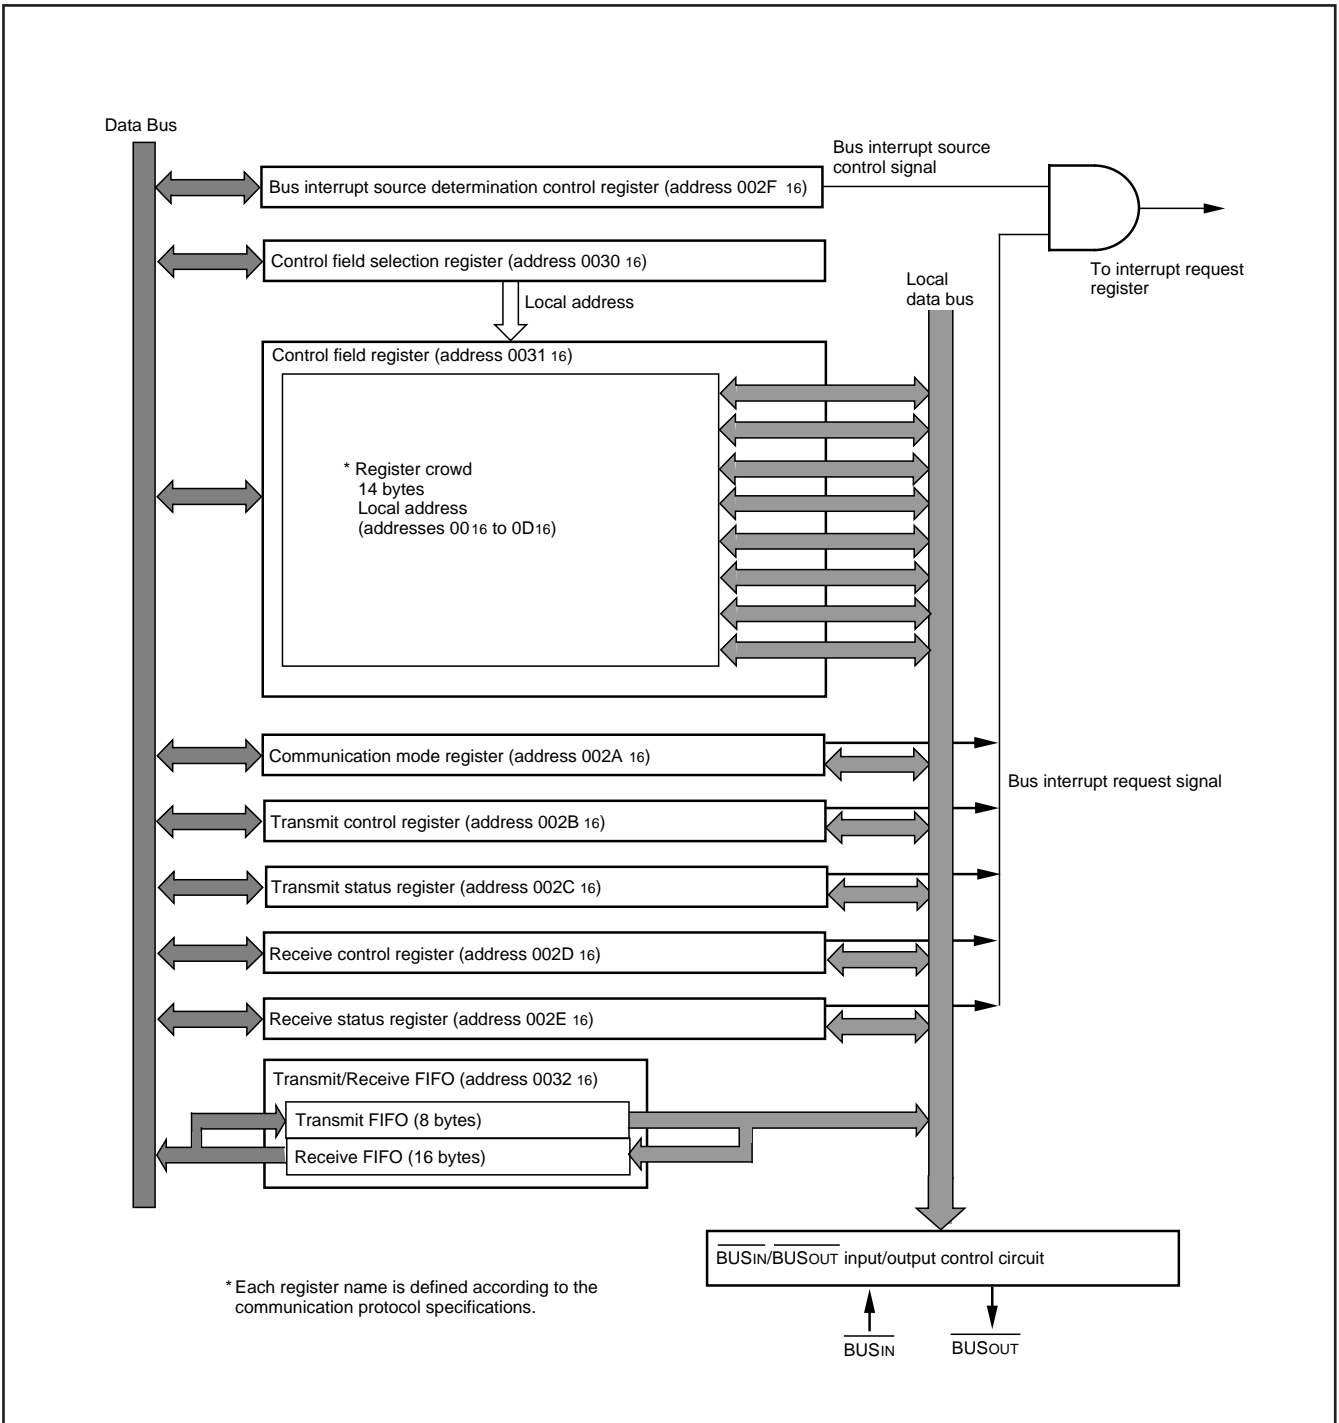 Data Bus
Bus interrupt source
control signal
Bus interrupt source determination control register (address 002F 16)
Control field selection register (address 0030 16)
To interrupt request
register
Local
data bus
Local address
Control field register (address 0031 16)
* Register crowd
14 bytes
Local address
(addresses 0016 to 0D16)
Communication mode register (address 002A 16)
Bus interrupt request signal
Transmit control register (address 002B 16)
Transmit status register (address 002C 16)
Receive control register (address 002D 16)
Receive status register (address 002E 16)
Transmit/Receive FIFO (address 0032 16)
Transmit FIFO (8 bytes)
Receive FIFO (16 bytes)
BUSIN/BUSOUT input/output control circuit
* Each register name is defined according to the
communication protocol specifications.
BUSIN
BUSOUT